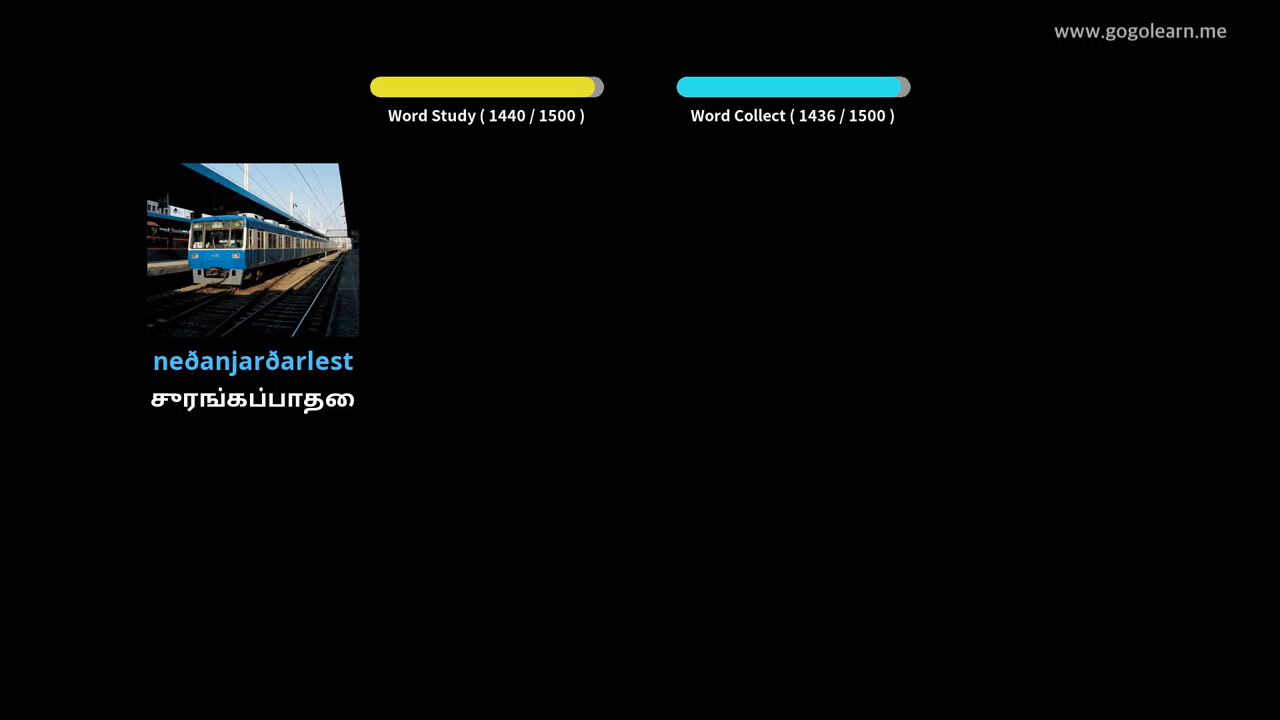 www.gogolearn.me
Word Study ( 1440 / 1500 )
Word Collect ( 1436 / 1500 )
neðanjarðarlest
சுரங்கப்பாதை